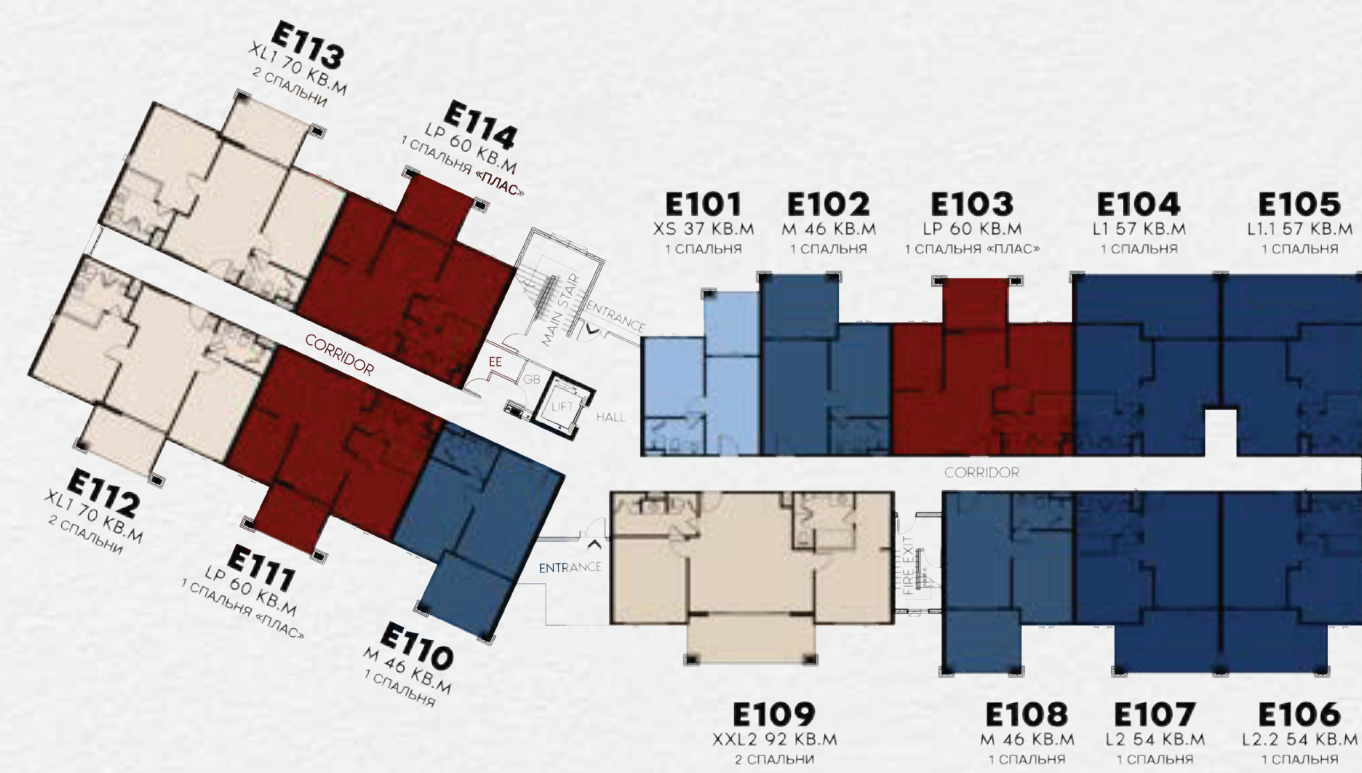 E113
XL1 70 КВ.М
2 СПАЛЬНИ
E114
LP 60 КВ.М
1 СПАЛЬНЯ «ПЛАС»
E101
XS 37 КВ.М
1 СПАЛЬНЯ
E102
M 46 КВ.М
1 СПАЛЬНЯ
E103
LP 60 КВ.М
1 СПАЛЬНЯ «ПЛАС»
E104
L1 57 КВ.М
1 СПАЛЬНЯ
E105
L1.1 57 КВ.М
1 СПАЛЬНЯ
MAIN STAIR
ENTRANCE
CORRIDOR
EE
GB
LIFT
HALL
CORRIDOR
ENTRANCE
FIRE EXIT
E112
XL1 70 КВ.М
2 СПАЛЬНИ
E111
LP 60 КВ.М
1 СПАЛЬНЯ «ПЛАС»
E110
M 46 КВ.М
1 СПАЛЬНЯ
E109
XXL2 92 КВ.М
2 СПАЛЬНИ
E108
M 46 КВ.М
1 СПАЛЬНЯ
E107
L2 54 КВ.М
1 СПАЛЬНЯ
E106
L2.2 54 КВ.М
1 СПАЛЬНЯ